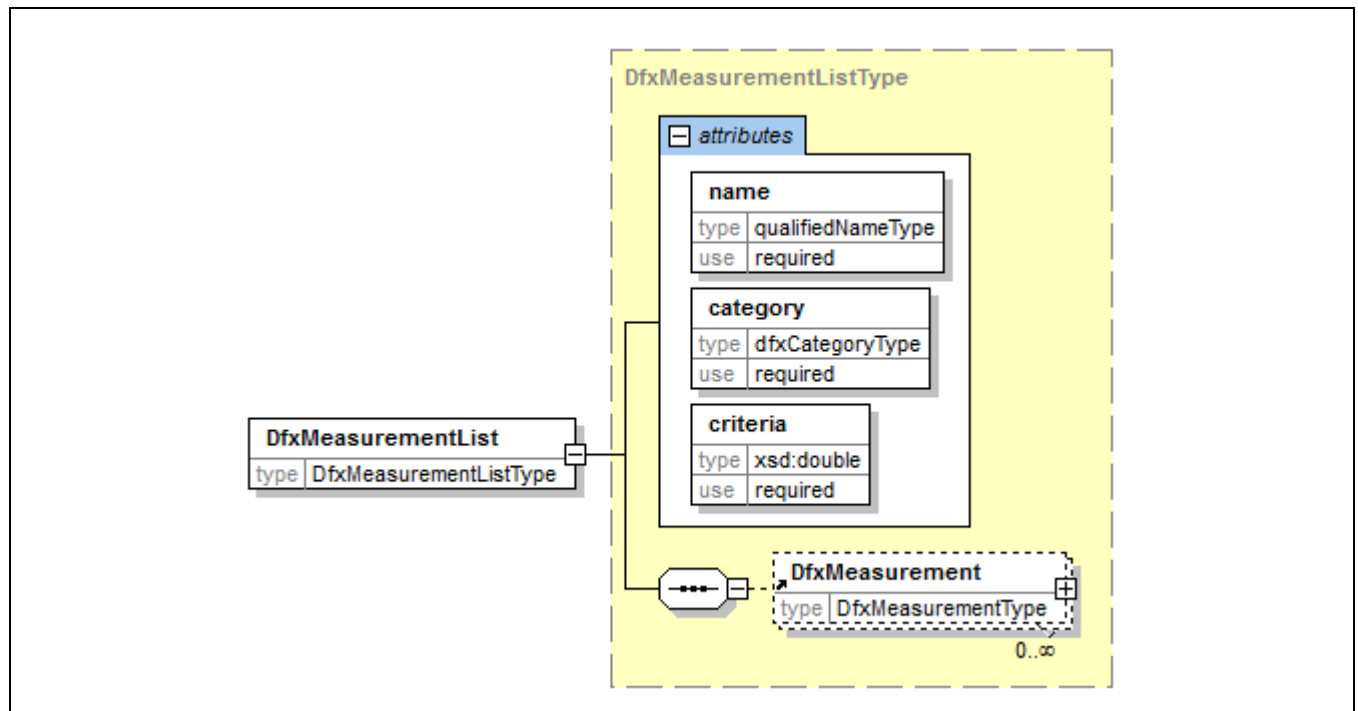 DfxMeasurementListType
attributes
name
type qualifiedNameType
use required
category
type dfxCategoryType
use required
criteria
type xsd:double
use required
DfxMeasurementList
type DfxMeasurementListType
DfxMeasurement
type DfxMeasurementType
0..∞